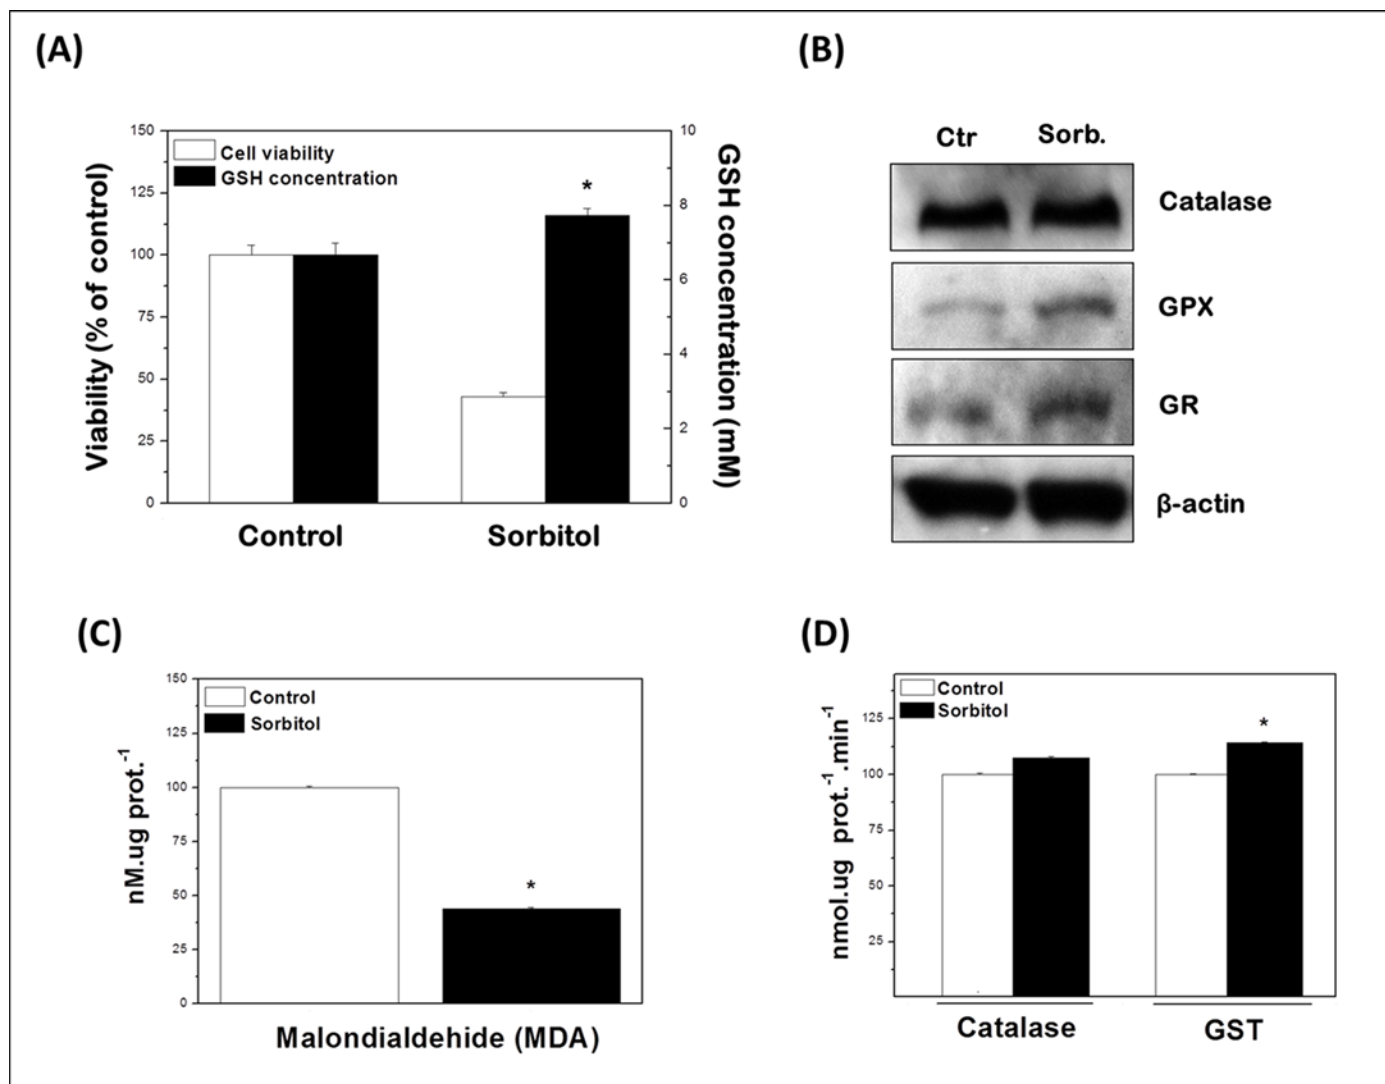 (A)
150
125
100
75
50
25
0
Viability (% of control)
Cell viability
GSH concentration
*
10
8
6
4
2
0
GSH concentration (mM)
Control
Sorbitol
(B)
Ctr Sorb.
Catalase
GPX
GR
β-actin
(C)
150
125
100
75
50
25
0
nM.ug prot.⁻¹
Control
Sorbitol
*
Malondialdehide (MDA)
(D)
125
100
75
50
25
nmol.ug prot.⁻¹.min⁻¹
Control
Sorbitol
*
Catalase
GST